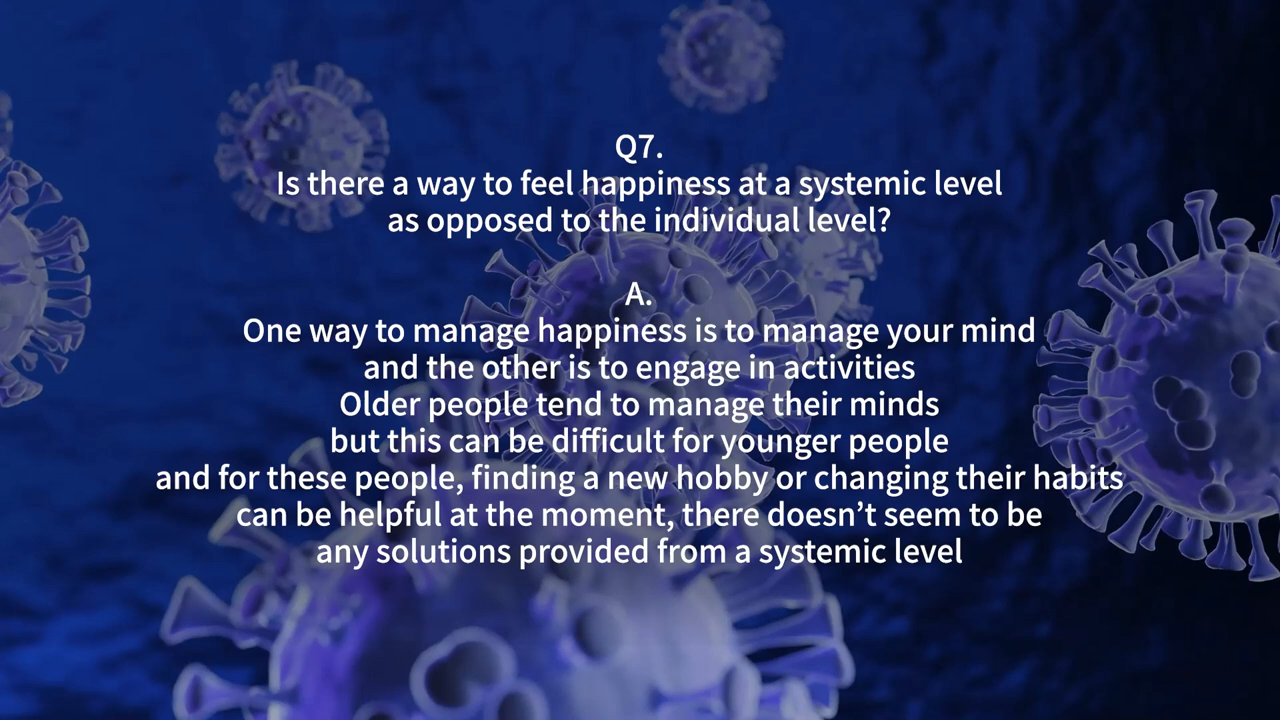 Q7.
Is there a way to feel happiness at a systemic level
as opposed to the individual level?
A.
One way to manage happiness is to manage your mind
and the other is to engage in activities
Older people tend to manage their minds
but this can be difficult for younger people
and for these people, finding a new hobby or changing their habits
can be helpful at the moment, there doesn’t seem to be
any solutions provided from a systemic level